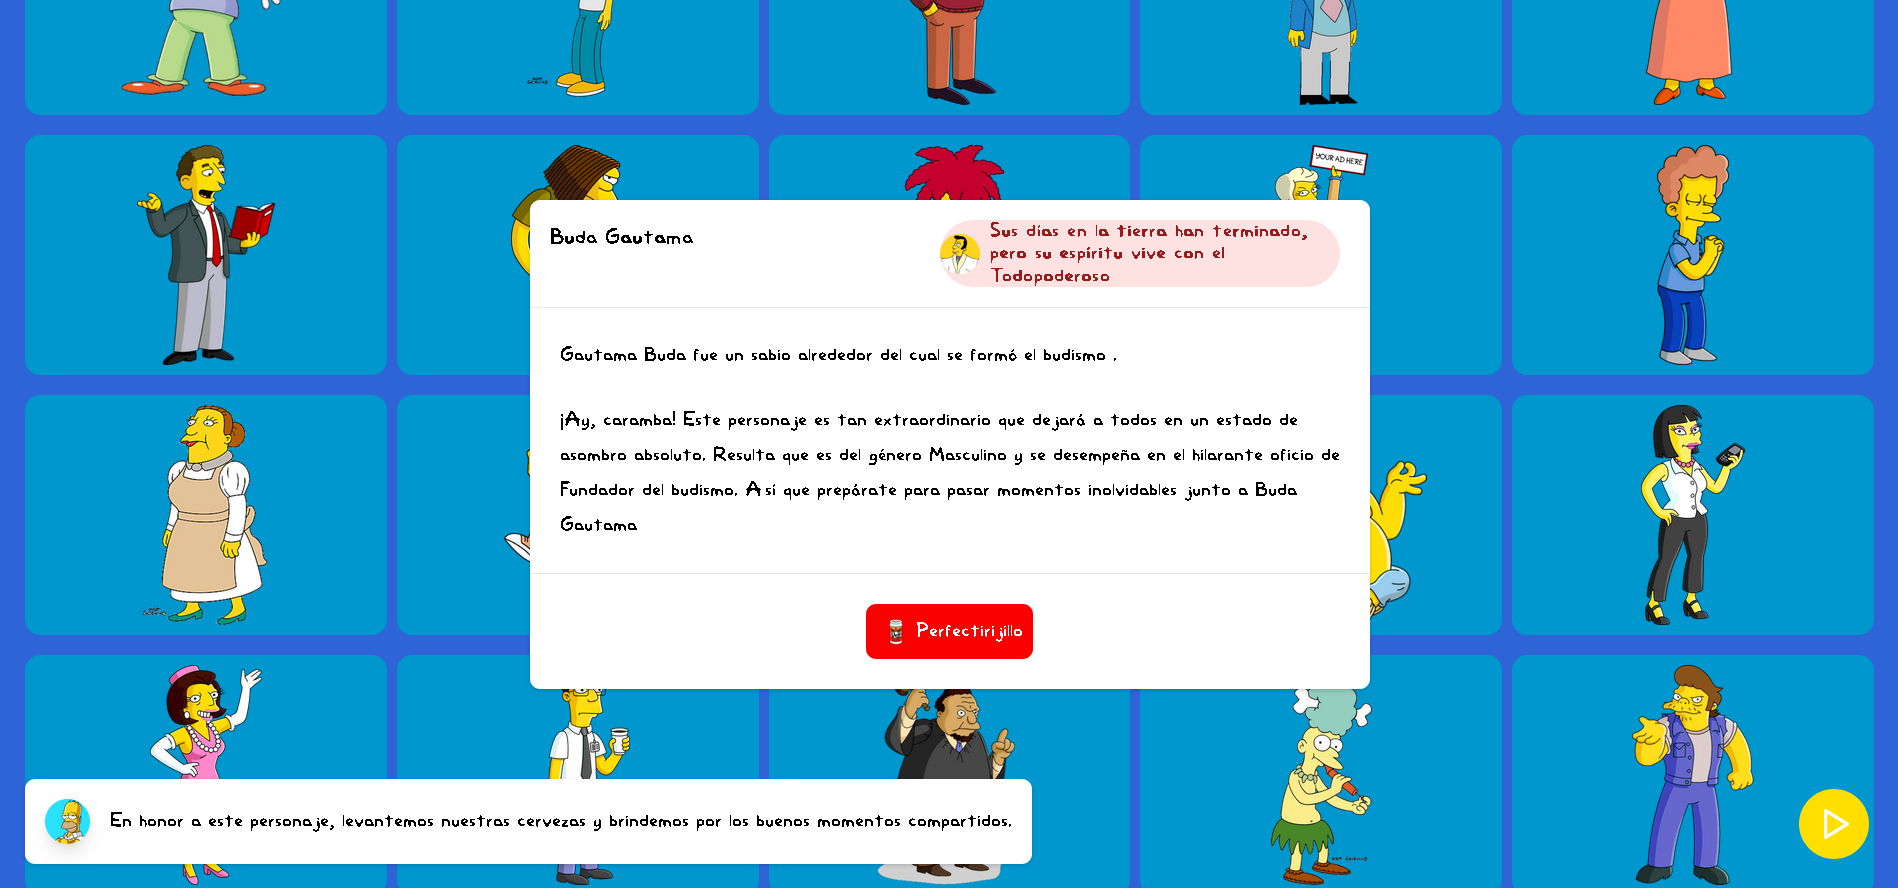 YOUR AD HERE
Buda Gautama
Sus días en la tierra han terminado,
pero su espíritu vive con el
Todopoderoso
Gautama Buda fue un sabio alrededor del cual se formó el budismo .
¡Ay, caramba! Este personaje es tan extraordinario que dejará a todos en un estado de
asombro absoluto. Resulta que es del género Masculino y se desempeña en el hilarante oficio de
Fundador del budismo. Así que prepárate para pasar momentos inolvidables junto a Buda
Gautama
Perfectirijillo
En honor a este personaje, levantemos nuestras cervezas y brindemos por los buenos momentos compartidos.